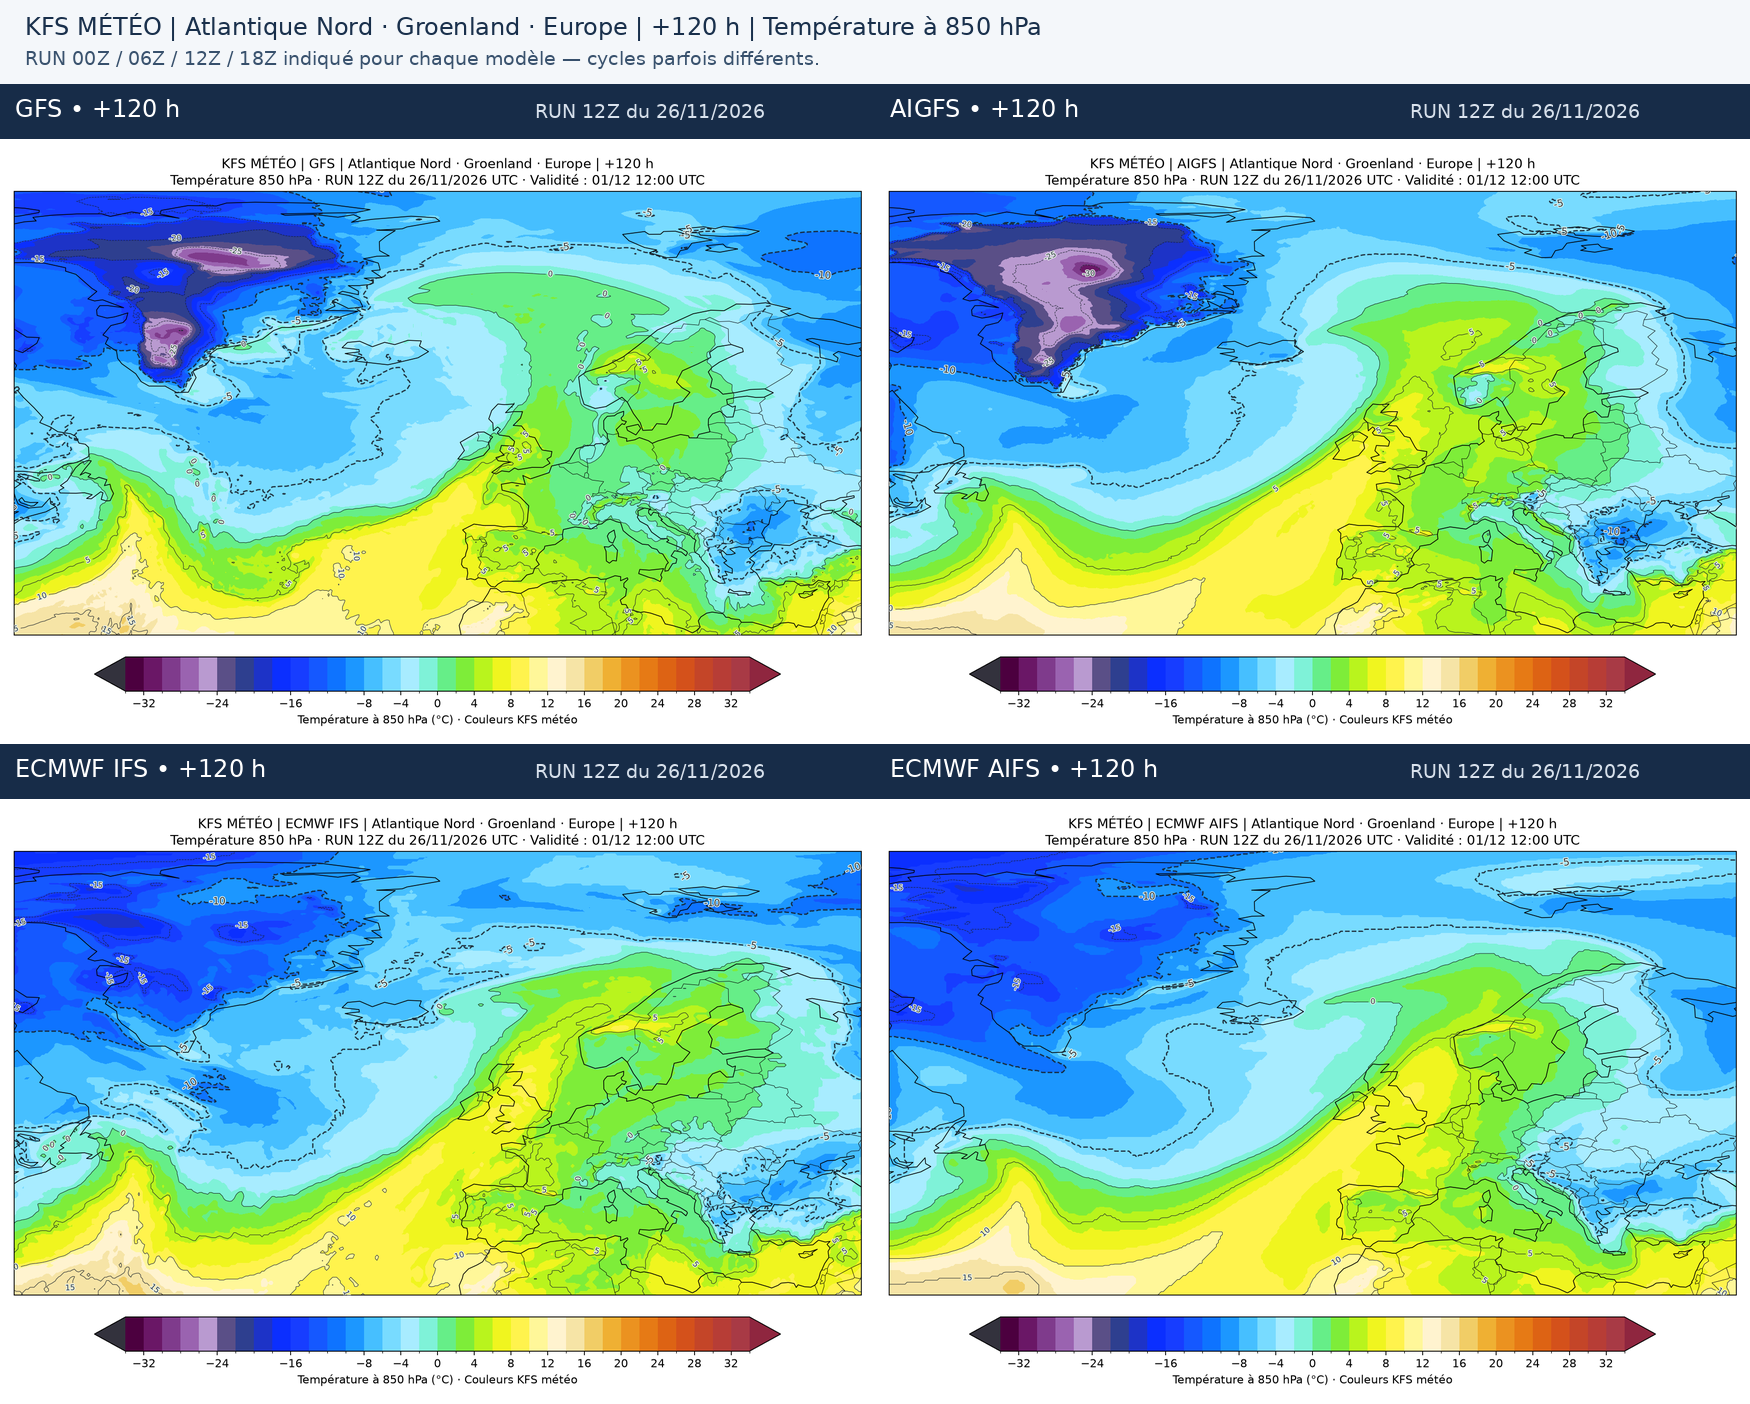 KFS MÉTÉO | Atlantique Nord · Groenland · Europe | +120 h | Température à 850 hPa
RUN 00Z / 06Z / 12Z / 18Z indiqué pour chaque modèle — cycles parfois différents.
GFS • +120 h
RUN 12Z du 26/11/2026
KFS MÉTÉO | GFS | Atlantique Nord · Groenland · Europe | +120 h
Température 850 hPa · RUN 12Z du 26/11/2026 UTC · Validité : 01/12 12:00 UTC
−32 −24 −16 −8 −4 0 4 8 12 16 20 24 28 32
Température à 850 hPa (°C) · Couleurs KFS météo
AIGFS • +120 h
RUN 12Z du 26/11/2026
KFS MÉTÉO | AIGFS | Atlantique Nord · Groenland · Europe | +120 h
Température 850 hPa · RUN 12Z du 26/11/2026 UTC · Validité : 01/12 12:00 UTC
−32 −24 −16 −8 −4 0 4 8 12 16 20 24 28 32
Température à 850 hPa (°C) · Couleurs KFS météo
ECMWF IFS • +120 h
RUN 12Z du 26/11/2026
KFS MÉTÉO | ECMWF IFS | Atlantique Nord · Groenland · Europe | +120 h
Température 850 hPa · RUN 12Z du 26/11/2026 UTC · Validité : 01/12 12:00 UTC
−32 −24 −16 −8 −4 0 4 8 12 16 20 24 28 32
Température à 850 hPa (°C) · Couleurs KFS météo
ECMWF AIFS • +120 h
RUN 12Z du 26/11/2026
KFS MÉTÉO | ECMWF AIFS | Atlantique Nord · Groenland · Europe | +120 h
Température 850 hPa · RUN 12Z du 26/11/2026 UTC · Validité : 01/12 12:00 UTC
−32 −24 −16 −8 −4 0 4 8 12 16 20 24 28 32
Température à 850 hPa (°C) · Couleurs KFS météo